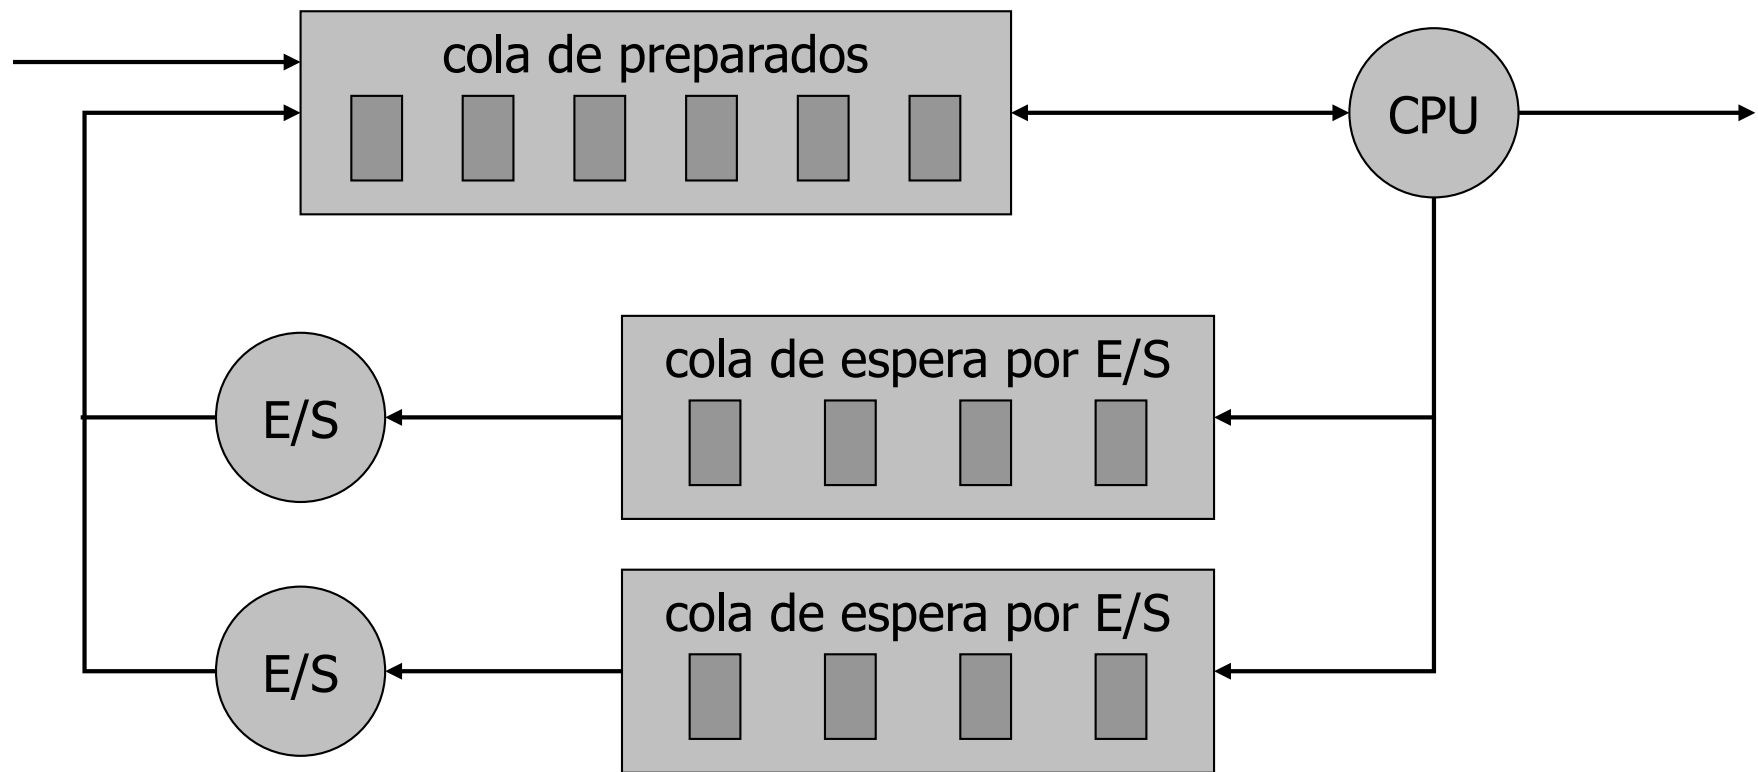 cola de preparados
CPU
cola de espera por E/S
E/S
cola de espera por E/S
E/S